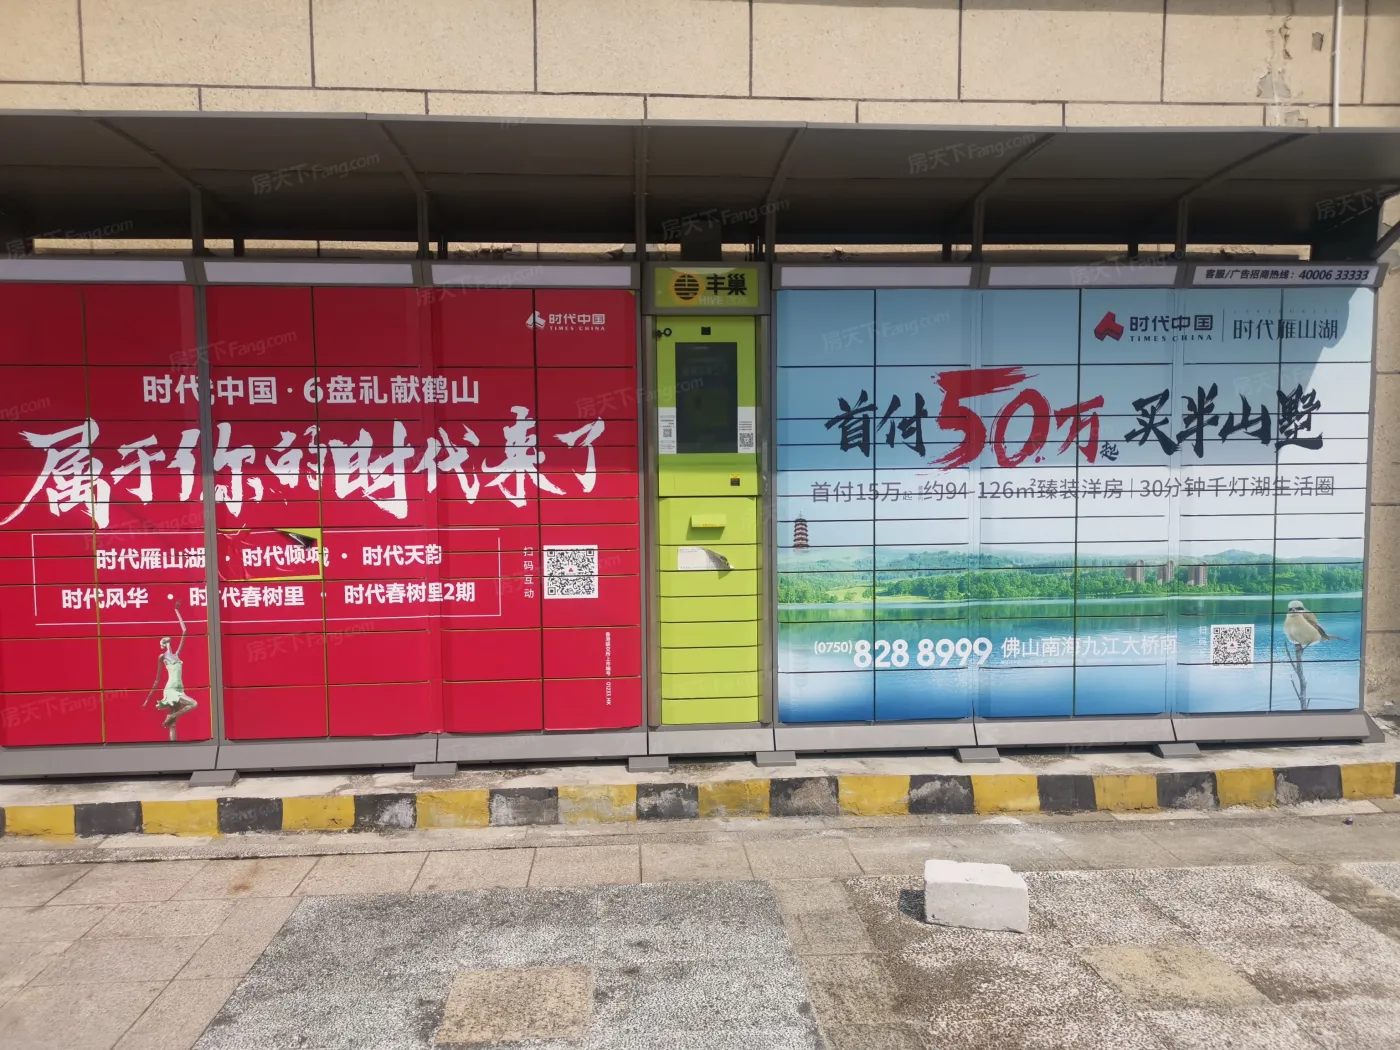 时代中国
TIMES CHINA
时代中国·6盘礼献鹤山
属于你的时代来了
时代雁山湖 · 时代倾城 · 时代天韵
时代风华 · 时代春树里 · 时代春树里2期
扫码互动
丰巢
HIVE BOX
客服/广告招商热线：40006 33333
时代中国
TIMES CHINA
时代雁山湖
首付50万起 买半山墅
首付15万起 约94-126㎡臻装洋房 | 30分钟千灯湖生活圈
(0750) 828 8999 佛山南海九江大桥南
房天下 Fang.com